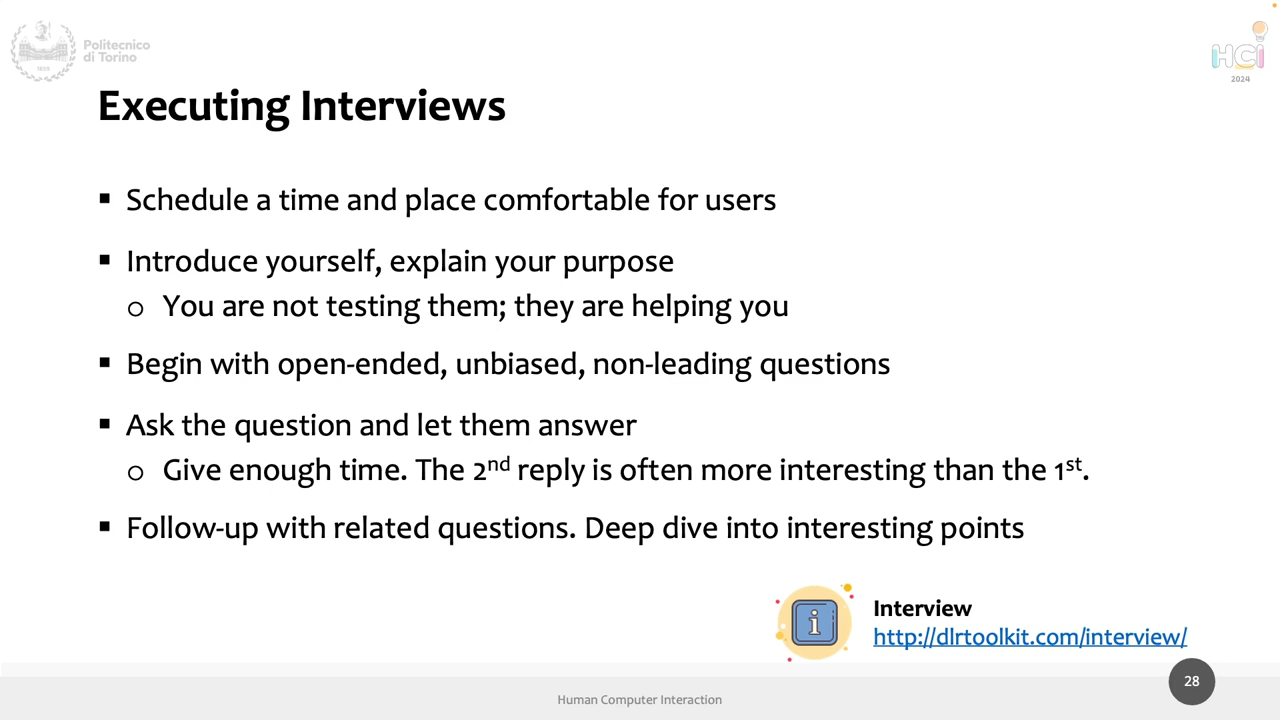 Politecnico
di Torino
1859
HCI
2024
Executing Interviews
▪ Schedule a time and place comfortable for users
▪ Introduce yourself, explain your purpose
o You are not testing them; they are helping you
▪ Begin with open-ended, unbiased, non-leading questions
▪ Ask the question and let them answer
o Give enough time. The 2nd reply is often more interesting than the 1st.
▪ Follow-up with related questions. Deep dive into interesting points
i
Interview
http://dlrtoolkit.com/interview/
Human Computer Interaction
28